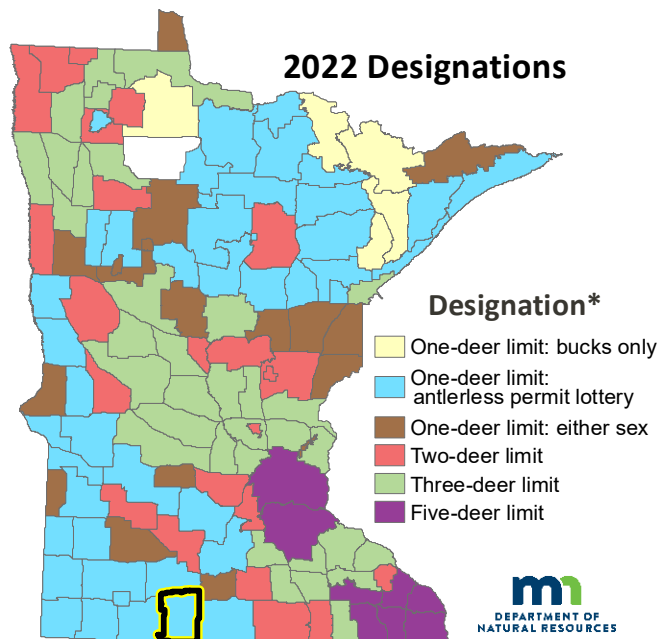 2022 Designations
Designation*
One-deer limit: bucks only
One-deer limit:
antlerless permit lottery
One-deer limit: either sex
Two-deer limit
Three-deer limit
Five-deer limit
mn
DEPARTMENT OF
NATURAL RESOURCES